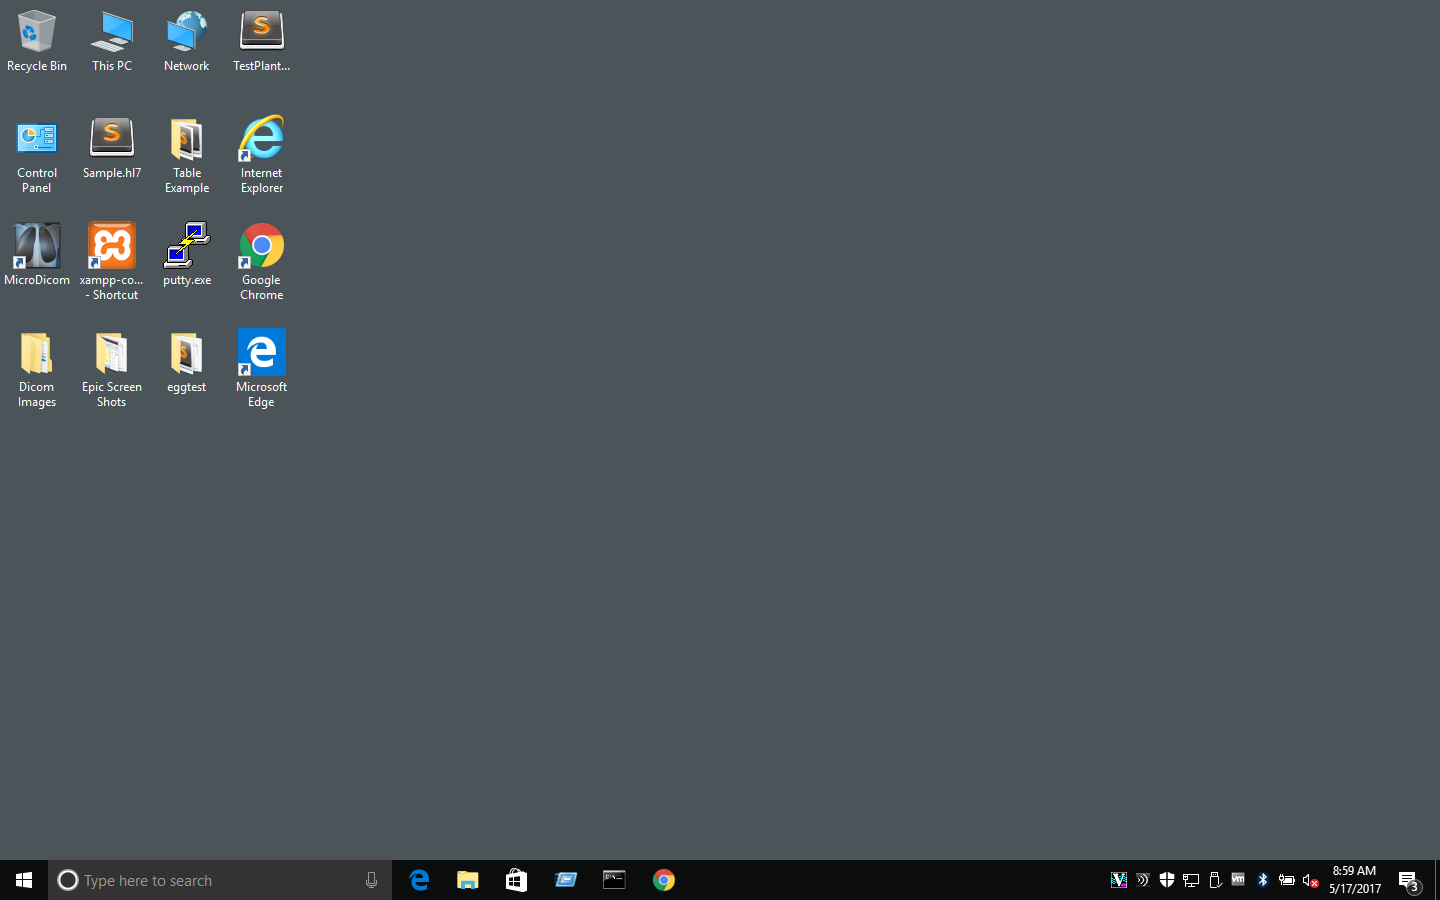 Recycle Bin
This PC
Network
TestPlant...
Control
Panel
Sample.hl7
Table
Example
Internet
Explorer
MicroDicom
xampp-co...
- Shortcut
putty.exe
Google
Chrome
Dicom
Images
Epic Screen
Shots
eggtest
Microsoft
Edge
Type here to search
8:59 AM
5/17/2017
3